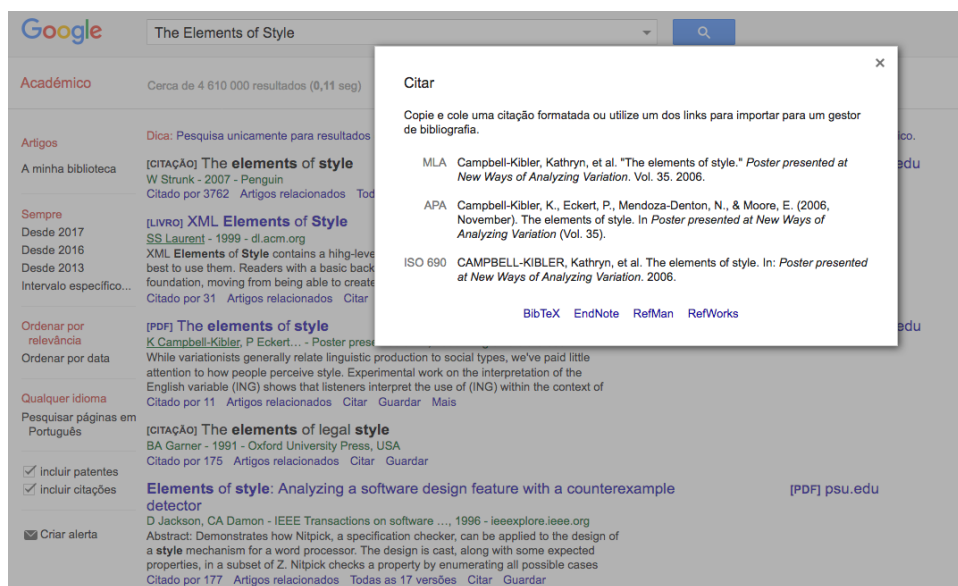 Google
The Elements of Style
Académico
Cerca de 4 610 000 resultados (0,11 seg)
Artigos
A minha biblioteca
Sempre
Desde 2017
Desde 2016
Desde 2013
Intervalo específico...
Ordenar por
relevância
Ordenar por data
Qualquer idioma
Pesquisar páginas em
Português
incluir patentes
incluir citações
Criar alerta
Dica: Pesquisa unicamente para resultados
ico.
[CITAÇÃO] The elements of style
edu
W Strunk - 2007 - Penguin
Citado por 3762 Artigos relacionados Tod
[LIVRO] XML Elements of Style
SS Laurent - 1999 - dl.acm.org
XML Elements of Style contains a hihg-leve
best to use them. Readers with a basic back
foundation, moving from being able to create
Citado por 31 Artigos relacionados Citar
[PDF] The elements of style
edu
K Campbell-Kibler, P Eckert... - Poster prese
While variationists generally relate linguistic production to social types, we've paid little
attention to how people perceive style. Experimental work on the interpretation of the
English variable (ING) shows that listeners interpret the use of (ING) within the context of
Citado por 11 Artigos relacionados Citar Guardar Mais
[CITAÇÃO] The elements of legal style
BA Garner - 1991 - Oxford University Press, USA
Citado por 175 Artigos relacionados Citar Guardar
Elements of style: Analyzing a software design feature with a counterexample
detector
[PDF] psu.edu
D Jackson, CA Damon - IEEE Transactions on software ..., 1996 - ieeexplore.ieee.org
Abstract: Demonstrates how Nitpick, a specification checker, can be applied to the design of
a style mechanism for a word processor. The design is cast, along with some expected
properties, in a subset of Z. Nitpick checks a property by enumerating all possible cases
Citado por 177 Artigos relacionados Todas as 17 versões Citar Guardar
×
Citar
Copie e cole uma citação formatada ou utilize um dos links para importar para um gestor
de bibliografia.
MLA Campbell-Kibler, Kathryn, et al. "The elements of style." Poster presented at
New Ways of Analyzing Variation. Vol. 35. 2006.
APA Campbell-Kibler, K., Eckert, P., Mendoza-Denton, N., & Moore, E. (2006,
November). The elements of style. In Poster presented at New Ways of
Analyzing Variation (Vol. 35).
ISO 690 CAMPBELL-KIBLER, Kathryn, et al. The elements of style. In: Poster presented
at New Ways of Analyzing Variation. 2006.
BibTeX EndNote RefMan RefWorks